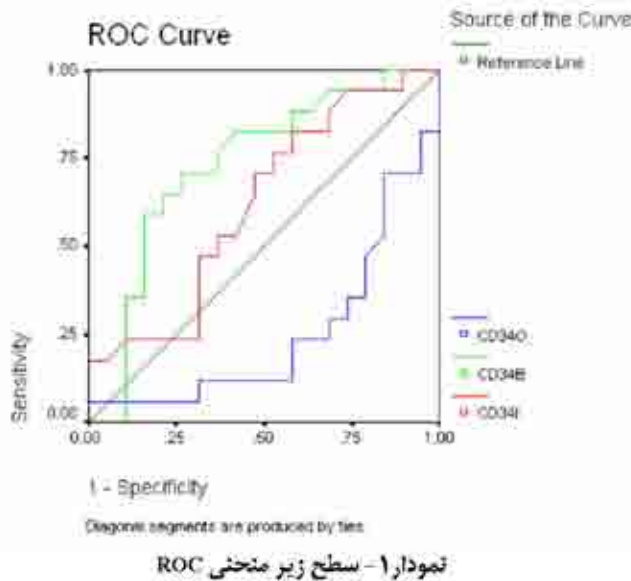 ROC Curve
Source of the Curve
Reference Line
CD34O
CD34B
CD34I
Sensitivity
1.00
.75
.50
.25
0.00
0.00
.25
.50
.75
1.00
1 - Specificity
Diagonal segments are produced by ties
نمودار۱- سطح زیر منحنی ROC